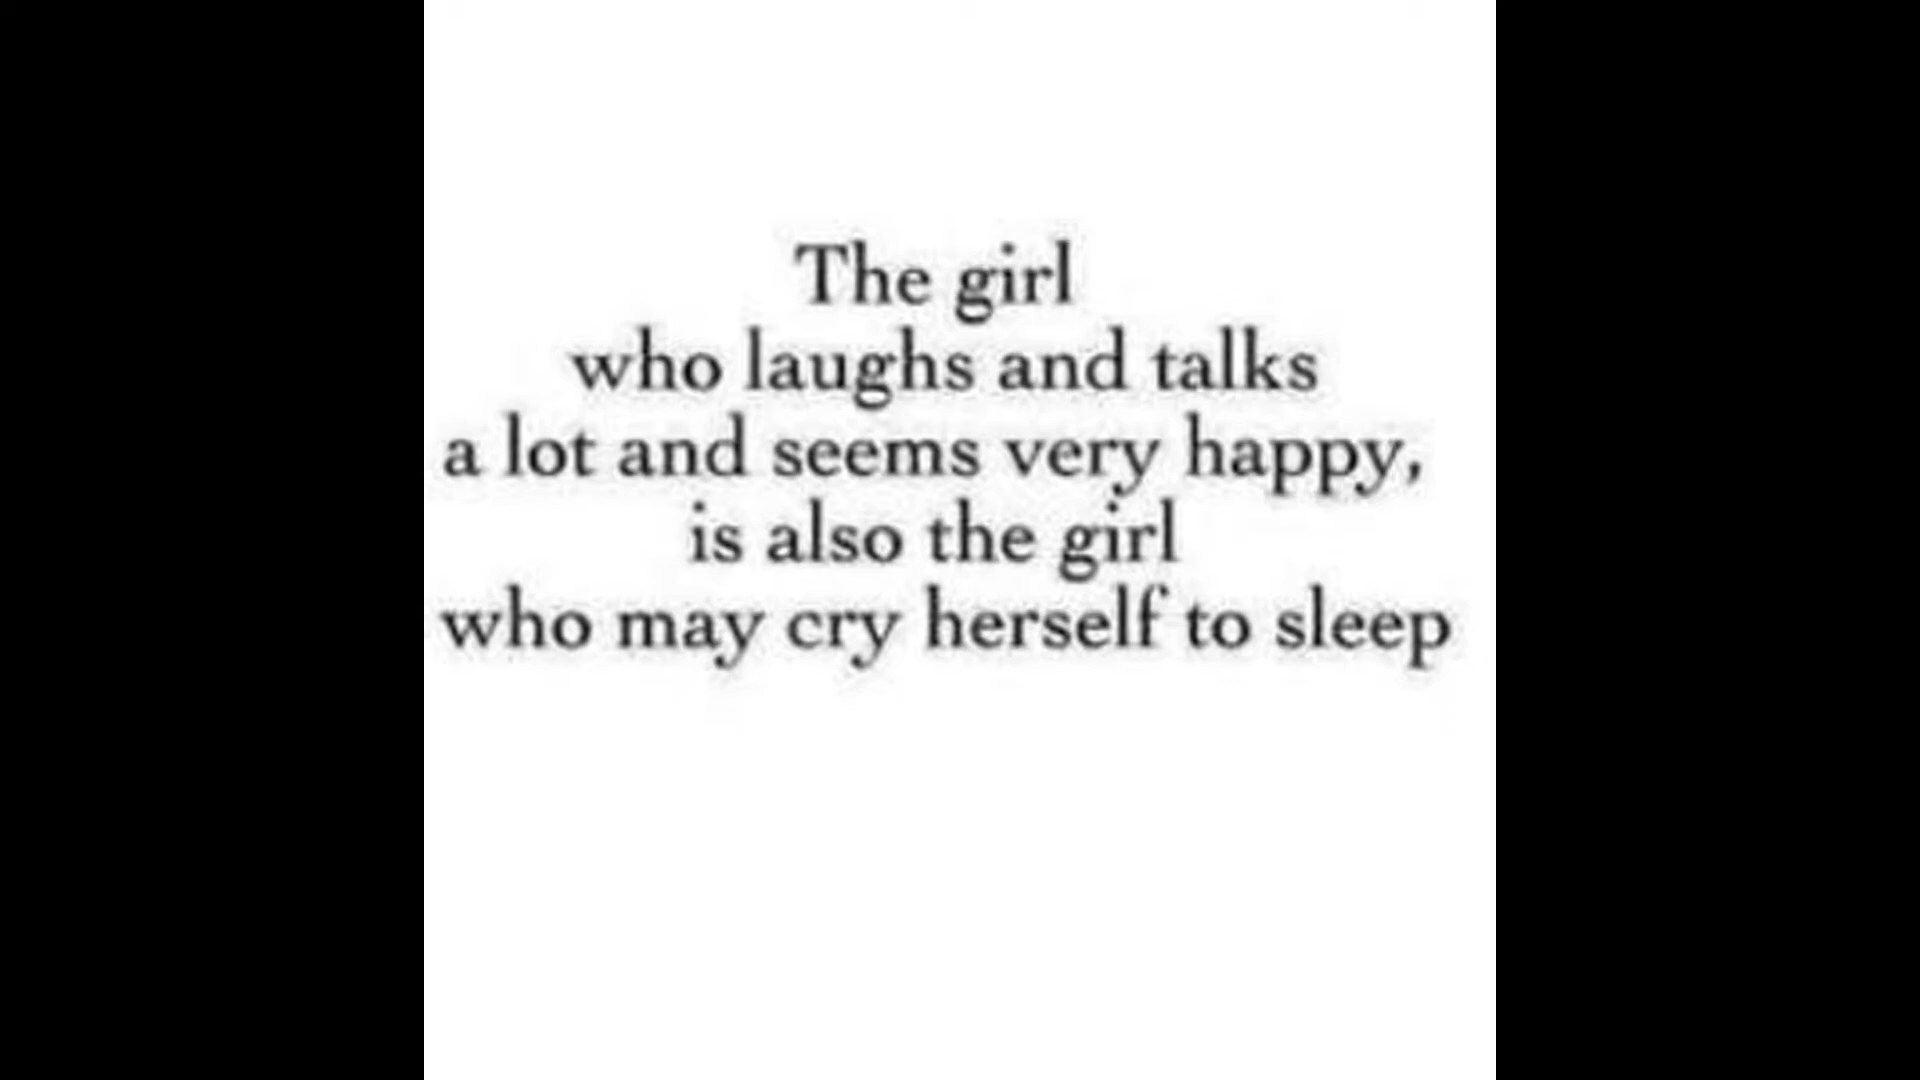 The girl
who laughs and talks
a lot and seems very happy,
is also the girl
who may cry herself to sleep